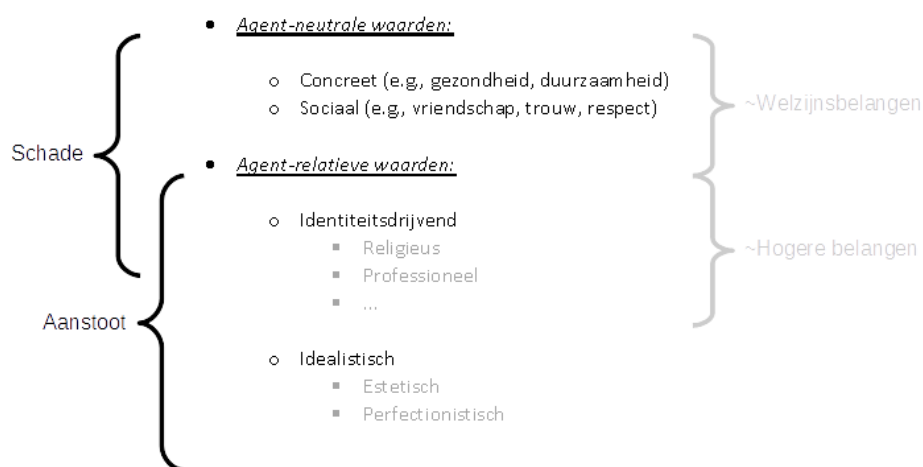 • Agent-neutrale waarden:
o Concreet (e.g., gezondheid, duurzaamheid)
o Sociaal (e.g., vriendschap, trouw, respect)
~Welzijnsbelangen
Schade
• Agent-relatieve waarden:
o Identiteitsdrijvend
▪ Religieus
▪ Professioneel
▪ ...
~Hogere belangen
Aanstoot
o Idealistisch
▪ Estetisch
▪ Perfectionistisch